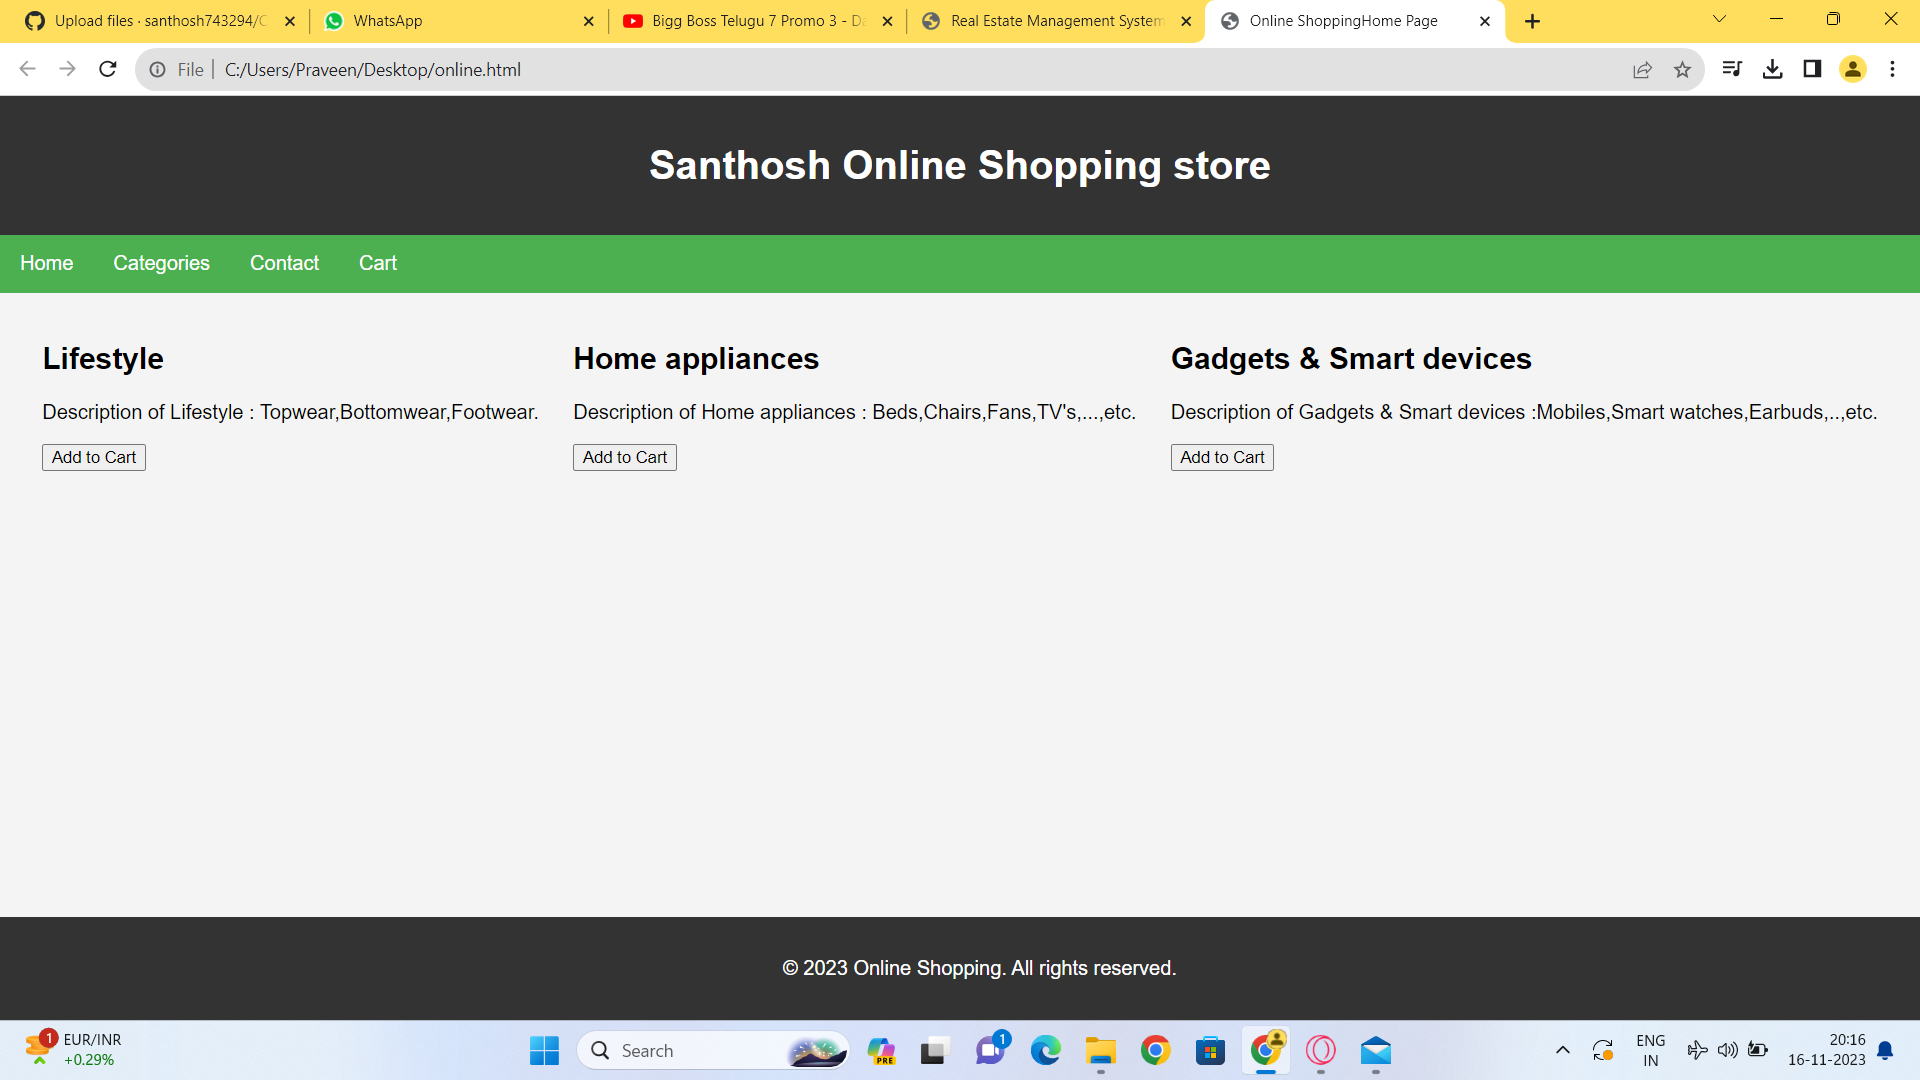 Upload files · santhosh743294/C
WhatsApp
Bigg Boss Telugu 7 Promo 3 - Da
Real Estate Management System
Online ShoppingHome Page
File
C:/Users/Praveen/Desktop/online.html
Santhosh Online Shopping store
Home Categories Contact Cart
Lifestyle
Description of Lifestyle : Topwear,Bottomwear,Footwear.
Add to Cart
Home appliances
Description of Home appliances : Beds,Chairs,Fans,TV's,...,etc.
Add to Cart
Gadgets & Smart devices
Description of Gadgets & Smart devices :Mobiles,Smart watches,Earbuds,..,etc.
Add to Cart
© 2023 Online Shopping. All rights reserved.
1
EUR/INR
+0.29%
Search
PRE
1
ENG
IN
20:16
16-11-2023